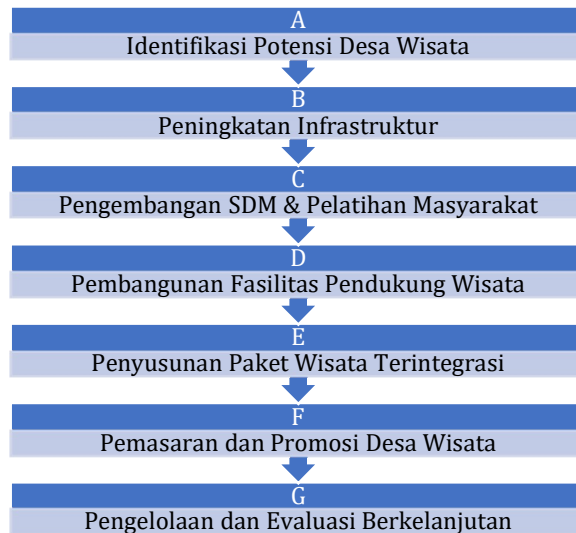 A
Identifikasi Potensi Desa Wisata
B
Peningkatan Infrastruktur
C
Pengembangan SDM & Pelatihan Masyarakat
D
Pembangunan Fasilitas Pendukung Wisata
E
Penyusunan Paket Wisata Terintegrasi
F
Pemasaran dan Promosi Desa Wisata
G
Pengelolaan dan Evaluasi Berkelanjutan